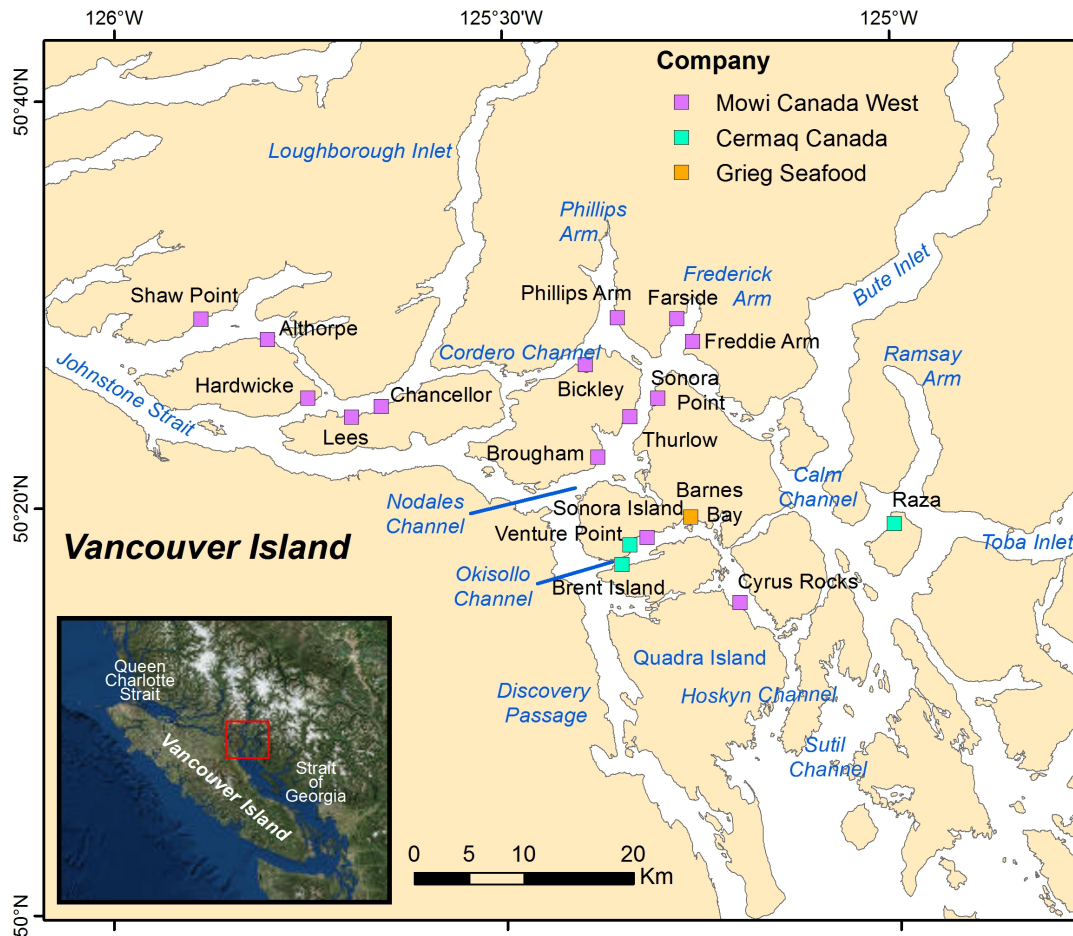 126°W
125°30'W
125°W
50°40'N
50°20'N
50°N
Company
Mowi Canada West
Cermaq Canada
Grieg Seafood
Loughborough Inlet
Phillips
Arm
Frederick
Arm
Bute Inlet
Shaw Point
Phillips Arm
Farside
Althorpe
Freddie Arm
Cordero Channel
Ramsay
Arm
Johnstone Strait
Hardwicke
Chancellor
Bickley
Sonora
Point
Lees
Thurlow
Brougham
Calm
Channel
Nodales
Channel
Sonora Island
Barnes
Bay
Raza
Venture Point
Toba Inlet
Vancouver Island
Okisollo
Channel
Brent Island
Cyrus Rocks
Quadra Island
Discovery
Passage
Hoskyn Channel
Sutil
Channel
Queen
Charlotte
Strait
Vancouver Island
Strait
of
Georgia
0 5 10 20
Km